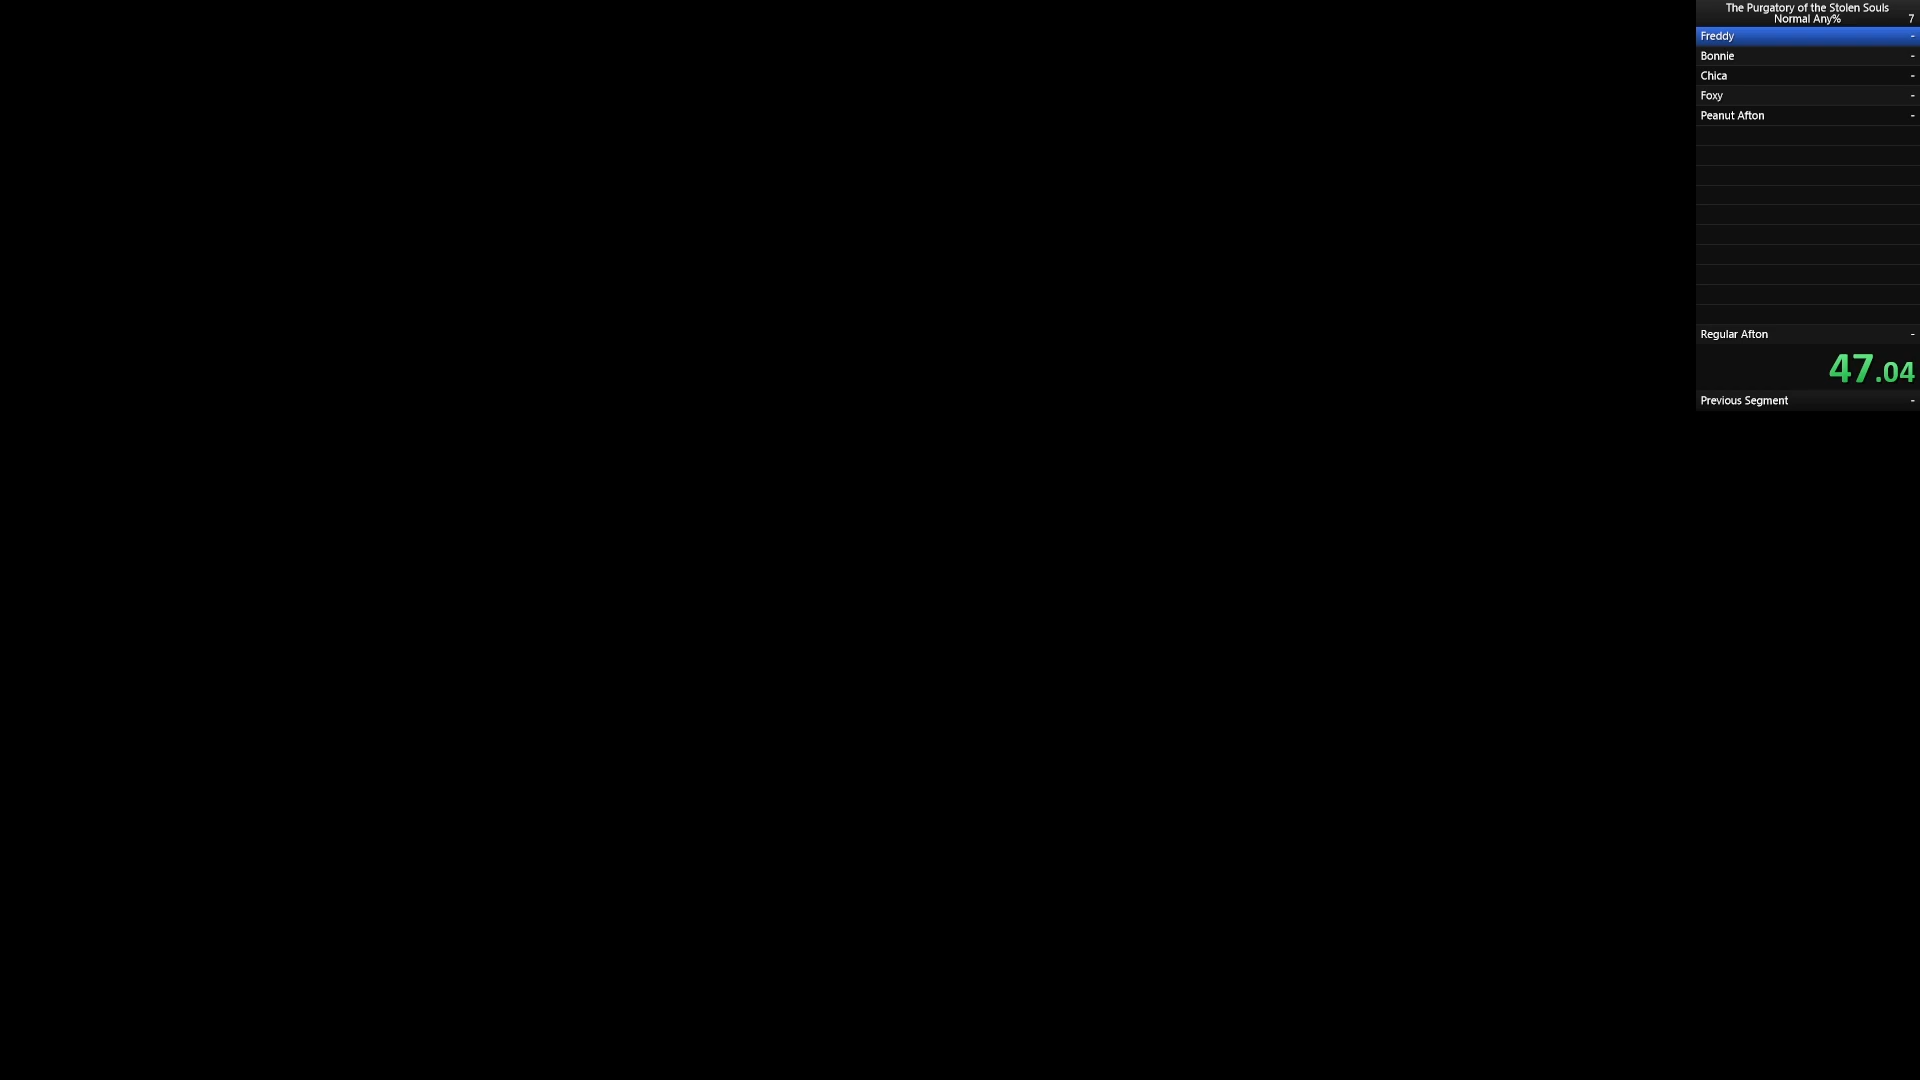 The Purgatory of the Stolen Souls
Normal Any% 7
Freddy -
Bonnie -
Chica -
Foxy -
Peanut Afton -
Regular Afton -
47.04
Previous Segment -